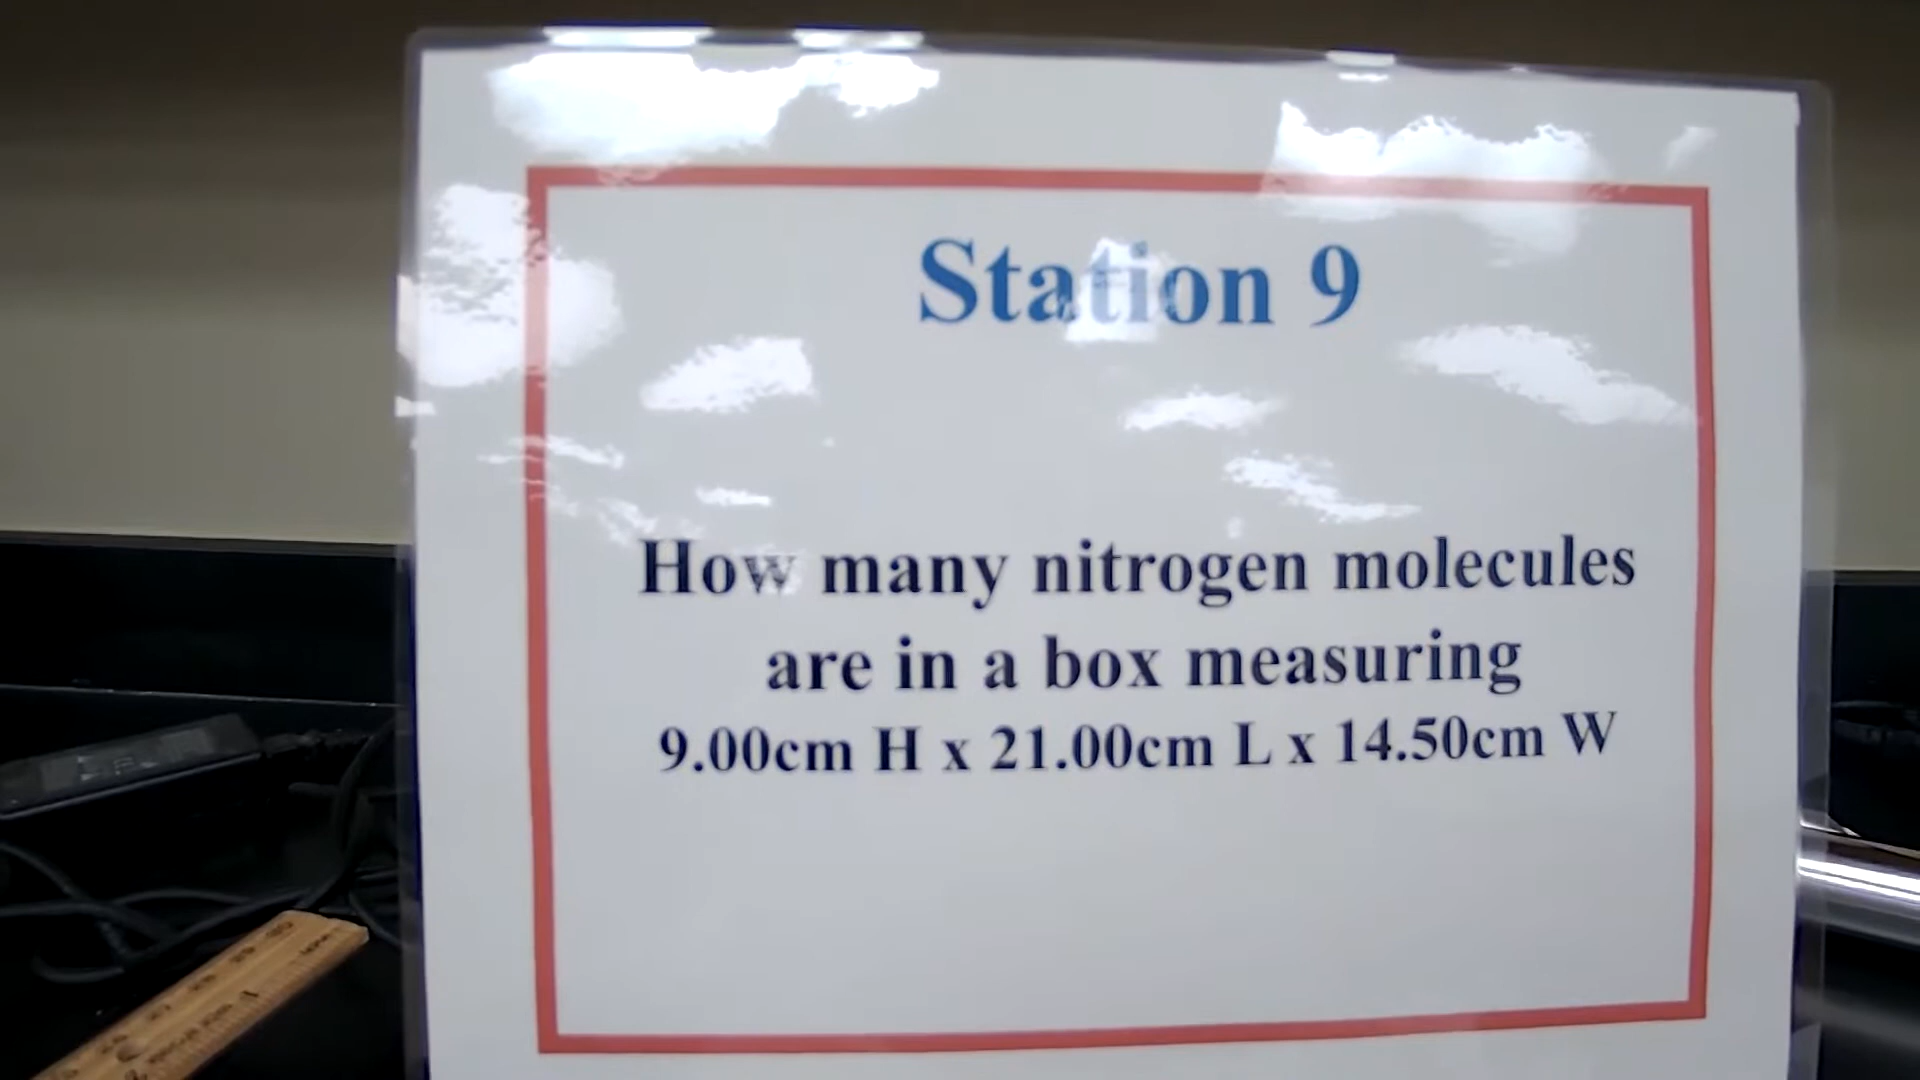 Station 9
How many nitrogen molecules
are in a box measuring
9.00cm H x 21.00cm L x 14.50cm W